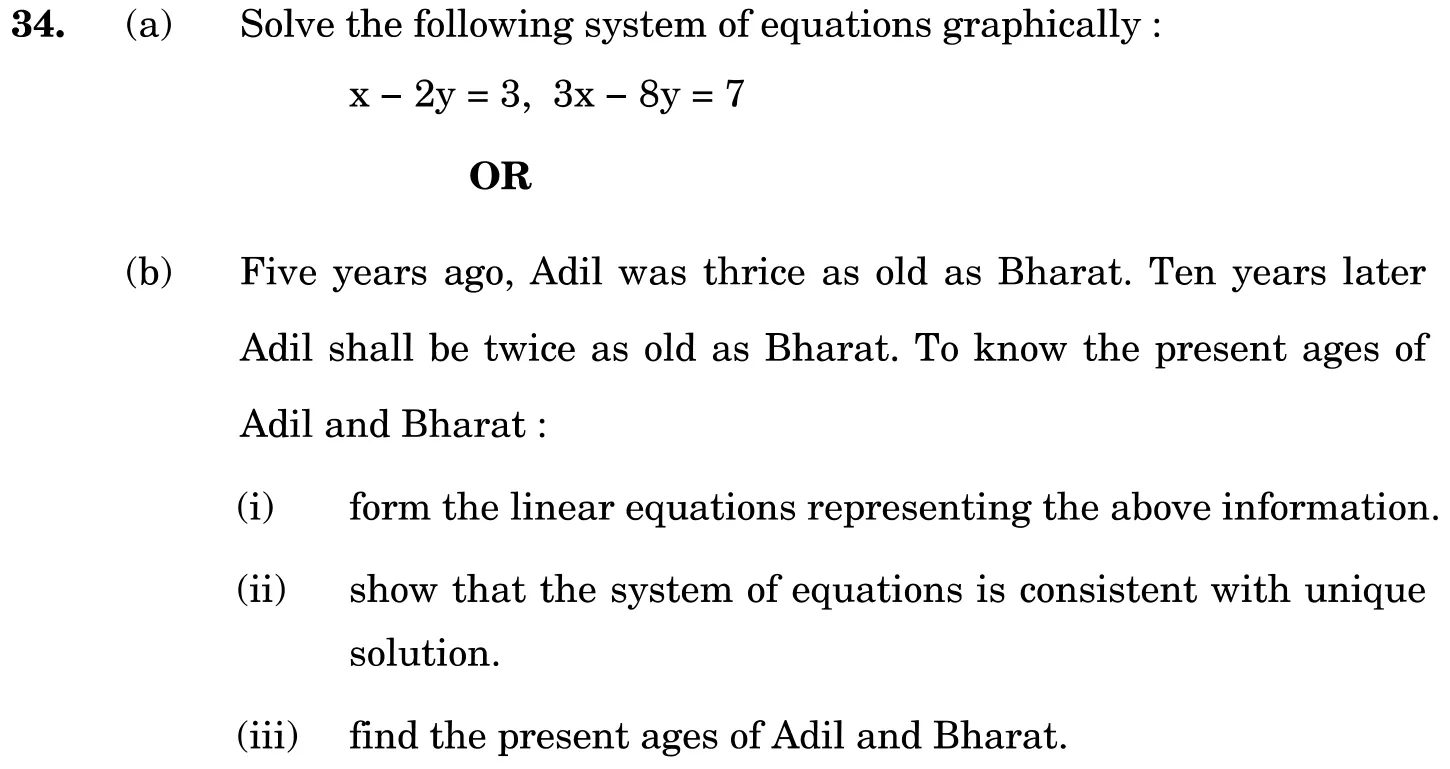 34. (a) Solve the following system of equations graphically :
x – 2y = 3, 3x – 8y = 7
OR
(b) Five years ago, Adil was thrice as old as Bharat. Ten years later
Adil shall be twice as old as Bharat. To know the present ages of
Adil and Bharat :
(i) form the linear equations representing the above information.
(ii) show that the system of equations is consistent with unique
solution.
(iii) find the present ages of Adil and Bharat.